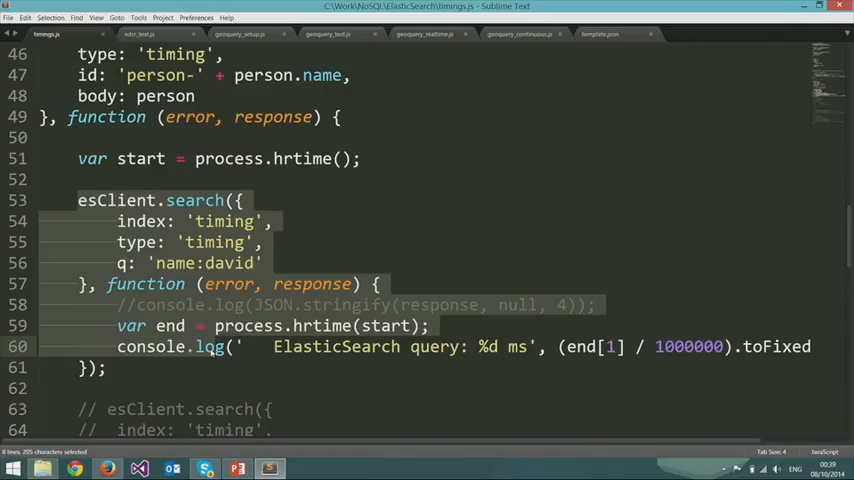 C:\Work\NoSQL\ElasticSearch\timings.js - Sublime Text
File Edit Selection Find View Goto Tools Project Preferences Help
timings.js xdcr_test.js geoquery_setup.js geoquery_test.js geoquery_realtime.js geoquery_continuous.js template.json
46 type: 'timing',
47 id: 'person-' + person.name,
48 body: person
49 }, function (error, response) {
50
51 var start = process.hrtime();
52
53 esClient.search({
54 index: 'timing',
55 type: 'timing',
56 q: 'name:david'
57 }, function (error, response) {
58 //console.log(JSON.stringify(response, null, 4));
59 var end = process.hrtime(start);
60 console.log('   ElasticSearch query: %d ms', (end[1] / 1000000).toFixed
61 });
62
63 // esClient.search({
64 //  index: 'timing',
8 lines, 205 characters selected Tab Size: 4 JavaScript
ENG
00:39
08/10/2014